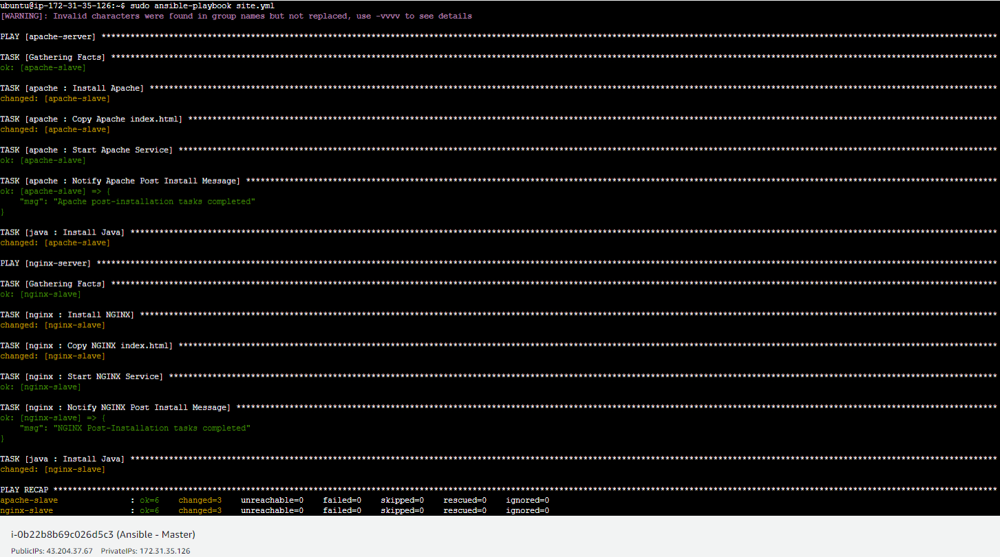 ubuntu@ip-172-31-35-126:~$ sudo ansible-playbook site.yml
[WARNING]: Invalid characters were found in group names but not replaced, use -vvvv to see details
PLAY [apache-server] ****************************************************************************************************************************************************************************************
TASK [Gathering Facts] ****************************************************************************************************************************************************************************************
ok: [apache-slave]
TASK [apache : Install Apache] ****************************************************************************************************************************************************************************************
changed: [apache-slave]
TASK [apache : Copy Apache index.html] ****************************************************************************************************************************************************************************************
changed: [apache-slave]
TASK [apache : Start Apache Service] ****************************************************************************************************************************************************************************************
ok: [apache-slave]
TASK [apache : Notify Apache Post Install Message] ****************************************************************************************************************************************************************************************
ok: [apache-slave] => {
    "msg": "Apache post-installation tasks completed"
}
TASK [java : Install Java] ****************************************************************************************************************************************************************************************
changed: [apache-slave]
PLAY [nginx-server] ****************************************************************************************************************************************************************************************
TASK [Gathering Facts] ****************************************************************************************************************************************************************************************
ok: [nginx-slave]
TASK [nginx : Install NGINX] ****************************************************************************************************************************************************************************************
changed: [nginx-slave]
TASK [nginx : Copy NGINX index.html] ****************************************************************************************************************************************************************************************
changed: [nginx-slave]
TASK [nginx : Start NGINX Service] ****************************************************************************************************************************************************************************************
ok: [nginx-slave]
TASK [nginx : Notify NGINX Post Install Message] ****************************************************************************************************************************************************************************************
ok: [nginx-slave] => {
    "msg": "NGINX Post-Installation tasks completed"
}
TASK [java : Install Java] ****************************************************************************************************************************************************************************************
changed: [nginx-slave]
PLAY RECAP ****************************************************************************************************************************************************************************************
apache-slave               : ok=6    changed=3    unreachable=0    failed=0    skipped=0    rescued=0    ignored=0
nginx-slave                : ok=6    changed=3    unreachable=0    failed=0    skipped=0    rescued=0    ignored=0
i-0b22b8b69c026d5c3 (Ansible - Master)
PublicIPs: 43.204.37.67 PrivateIPs: 172.31.35.126